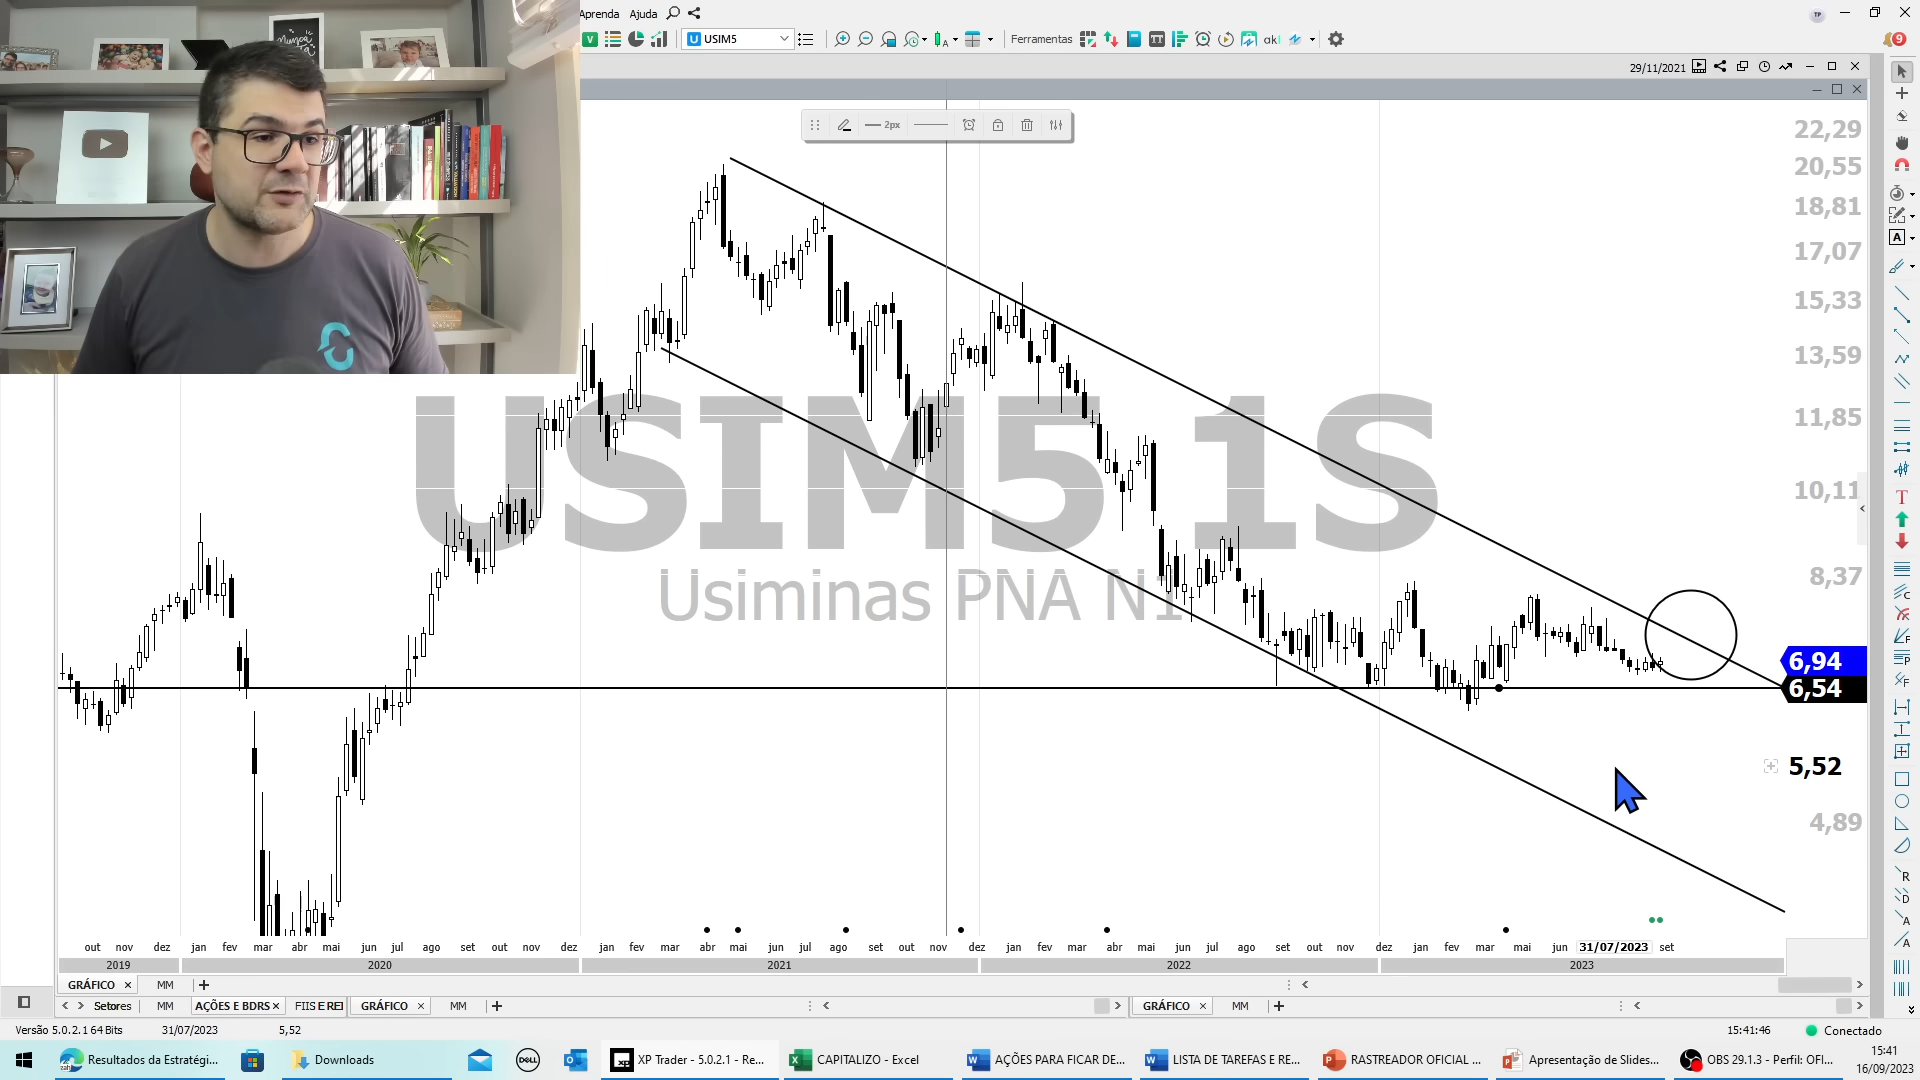 Aprenda Ajuda
USIM5
Ferramentas
akl
9
TP
29/11/2021
2px
22,29
20,55
18,81
17,07
15,33
13,59
11,85
10,11
8,37
6,94
6,54
5,52
4,89
USIM5 1S
Usiminas PNA N1
out nov dez jan fev mar abr mai jun jul ago set out nov dez jan fev mar abr mai jun jul ago set out nov dez jan fev mar abr mai jun jul ago set out nov dez jan fev mar abr mai jun 31/07/2023 set
2019 2020 2021 2022 2023
GRÁFICO × MM +
Setores MM AÇÕES E BDRS × FIIS E REI GRÁFICO × MM + GRÁFICO × MM +
Versão 5.0.2.1 64 Bits 31/07/2023 5,52 15:41:46 Conectado
Resultados da Estratégi... Downloads DELL XP Trader - 5.0.2.1 - Re... CAPITALIZO - Excel AÇÕES PARA FICAR DE... LISTA DE TAREFAS E RE... RASTREADOR OFICIAL ... Apresentação de Slides... OBS 29.1.3 - Perfil: OFI...
15:41
16/09/2023